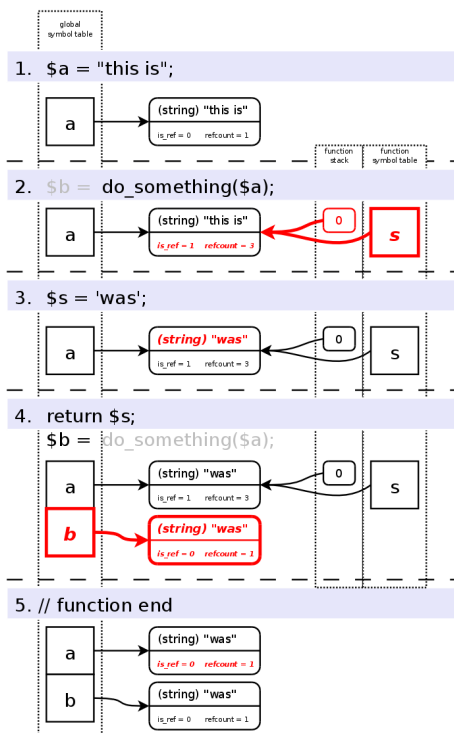 global
symbol table
1. $a = "this is";
a
(string) "this is"
is_ref = 0 refcount = 1
function
stack
function
symbol table
2. $b = do_something($a);
a
(string) "this is"
is_ref = 1 refcount = 3
0
s
3. $s = 'was';
a
(string) "was"
is_ref = 1 refcount = 3
0
s
4. return $s;
$b = do_something($a);
a
(string) "was"
is_ref = 1 refcount = 3
0
s
b
(string) "was"
is_ref = 0 refcount = 1
5. // function end
a
(string) "was"
is_ref = 0 refcount = 1
b
(string) "was"
is_ref = 0 refcount = 1